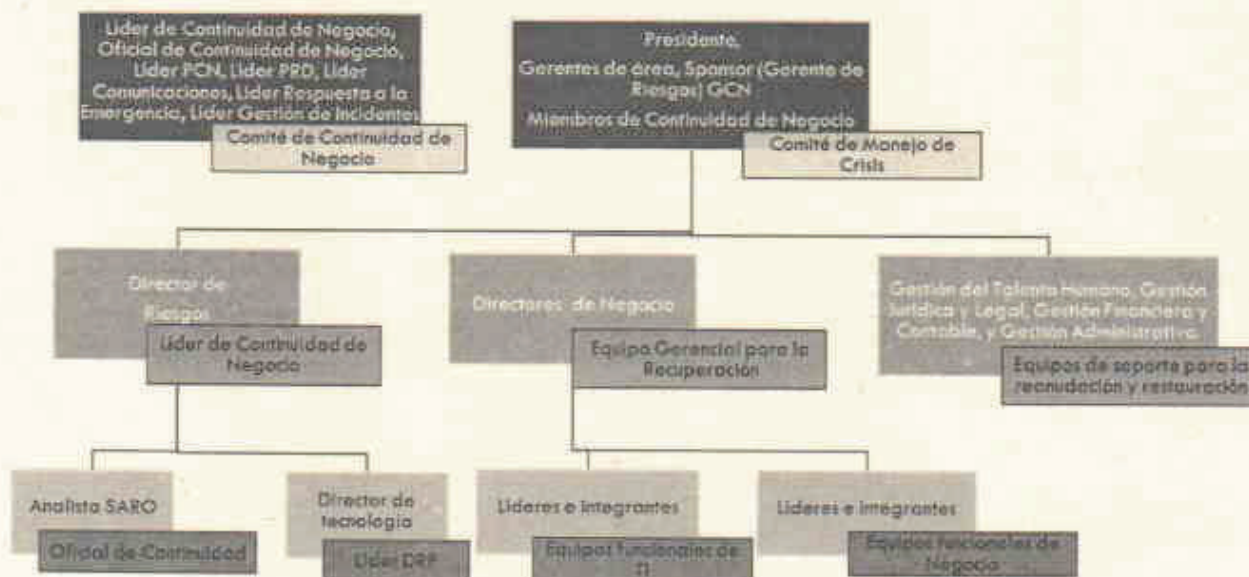 Líder de Continuidad de Negocio,
Oficial de Continuidad de Negocio,
Líder PCN, Líder PRD, Líder
Comunicaciones, Líder Respuesta a la
Emergencia, Líder Gestión de Incidentes
Comité de Continuidad de
Negocio
Presidente,
Gerentes de área, Sponsor (Gerente de
Riesgos) GCN
Miembros de Continuidad de Negocio
Comité de Manejo de
Crisis
Director de
Riesgos
Líder de Continuidad de
Negocio
Directores de Negocio
Equipo Gerencial para la
Recuperación
Gestión del Talento Humano, Gestión
Jurídica y Legal, Gestión Financiera y
Contable, y Gestión Administrativa
Equipos de soporte para la
reanudación y restauración
Analista SARO
Oficial de Continuidad
Director de
tecnología
Líder DRP
Líderes e Integrantes
Equipos funcionales de
TI
Líderes e Integrantes
Equipos funcionales de
Negocio